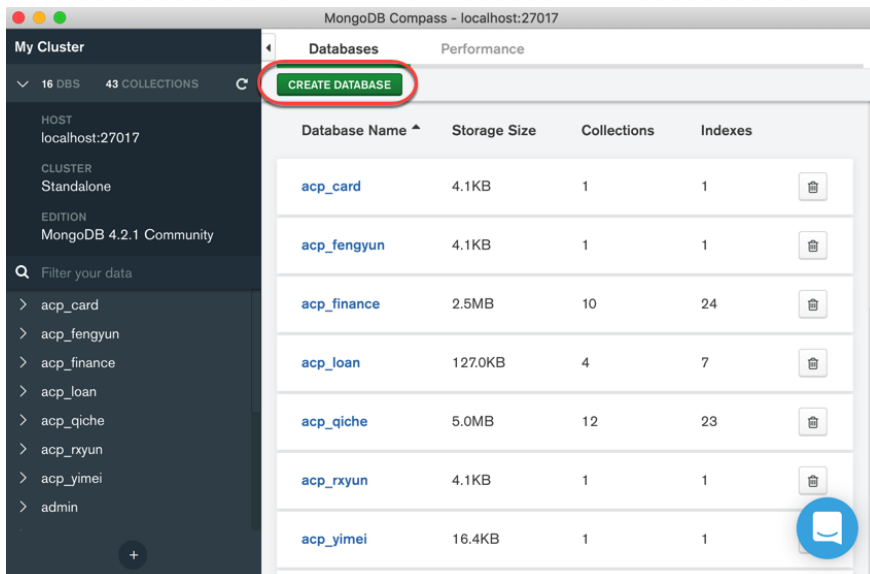 MongoDB Compass - localhost:27017
My Cluster
16 DBS 43 COLLECTIONS
HOST
localhost:27017
CLUSTER
Standalone
EDITION
MongoDB 4.2.1 Community
Filter your data
acp_card
acp_fengyun
acp_finance
acp_loan
acp_qiche
acp_rxyun
acp_yimei
admin
Databases Performance
CREATE DATABASE
Database Name Storage Size Collections Indexes
acp_card 4.1KB 1 1
acp_fengyun 4.1KB 1 1
acp_finance 2.5MB 10 24
acp_loan 127.0KB 4 7
acp_qiche 5.0MB 12 23
acp_rxyun 4.1KB 1 1
acp_yimei 16.4KB 1 1